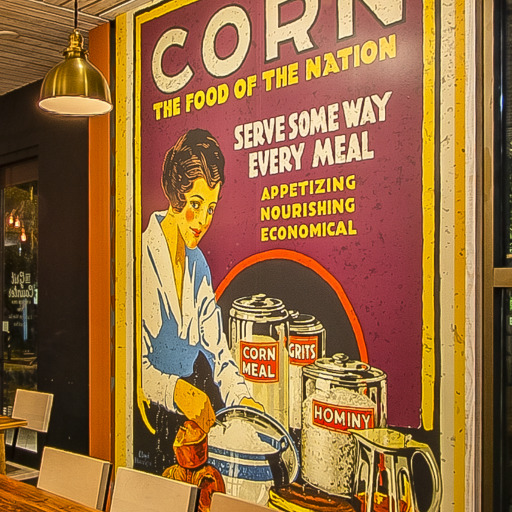 CORN
THE FOOD OF THE NATION
SERVE SOME WAY
EVERY MEAL
APPETIZING
NOURISHING
ECONOMICAL
CORN
MEAL
GRITS
HOMINY